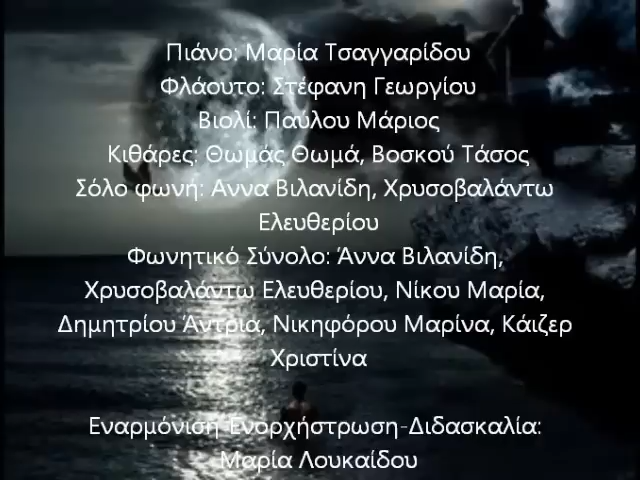 Πιάνο: Μαρία Τσαγγαρίδου
Φλάουτο: Στέφανη Γεωργίου
Βιολί: Παύλου Μάριος
Κιθάρες: Θωμάς Θωμά, Βοσκού Τάσος
Σόλο φωνή: Άννα Βιλανίδη, Χρυσοβαλάντω
Ελευθερίου
Φωνητικό Σύνολο: Άννα Βιλανίδη,
Χρυσοβαλάντω Ελευθερίου, Νίκου Μαρία,
Δημητρίου Άντρια, Νικηφόρου Μαρίνα, Κάιζερ
Χριστίνα
Εναρμόνιση-Ενορχήστρωση-Διδασκαλία:
Μαρία Λουκαίδου